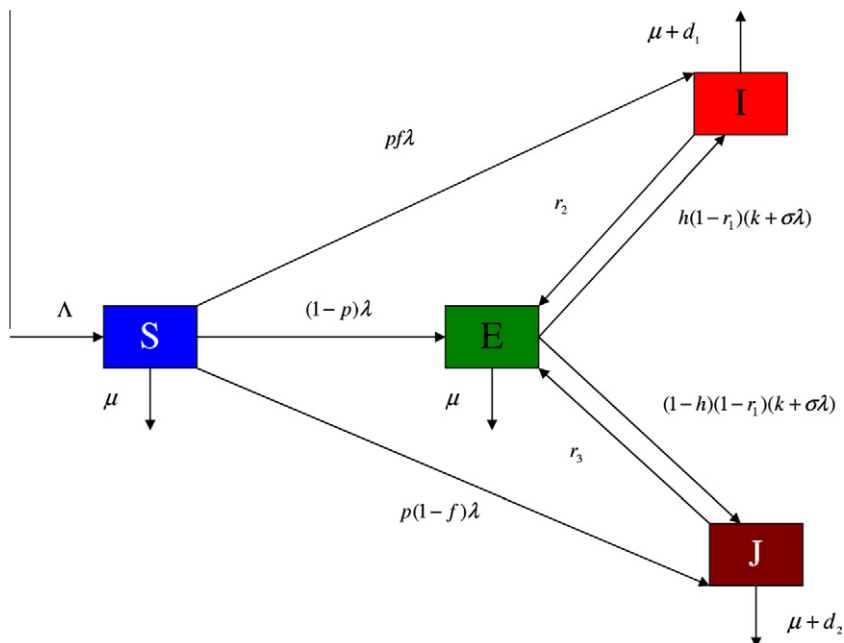 μ + d₁
I
pfλ
r₂
h(1−r₁)(k + σλ)
Λ
S
(1−p)λ
E
μ
μ
(1−h)(1−r₁)(k + σλ)
r₃
p(1−f)λ
J
μ + d₂